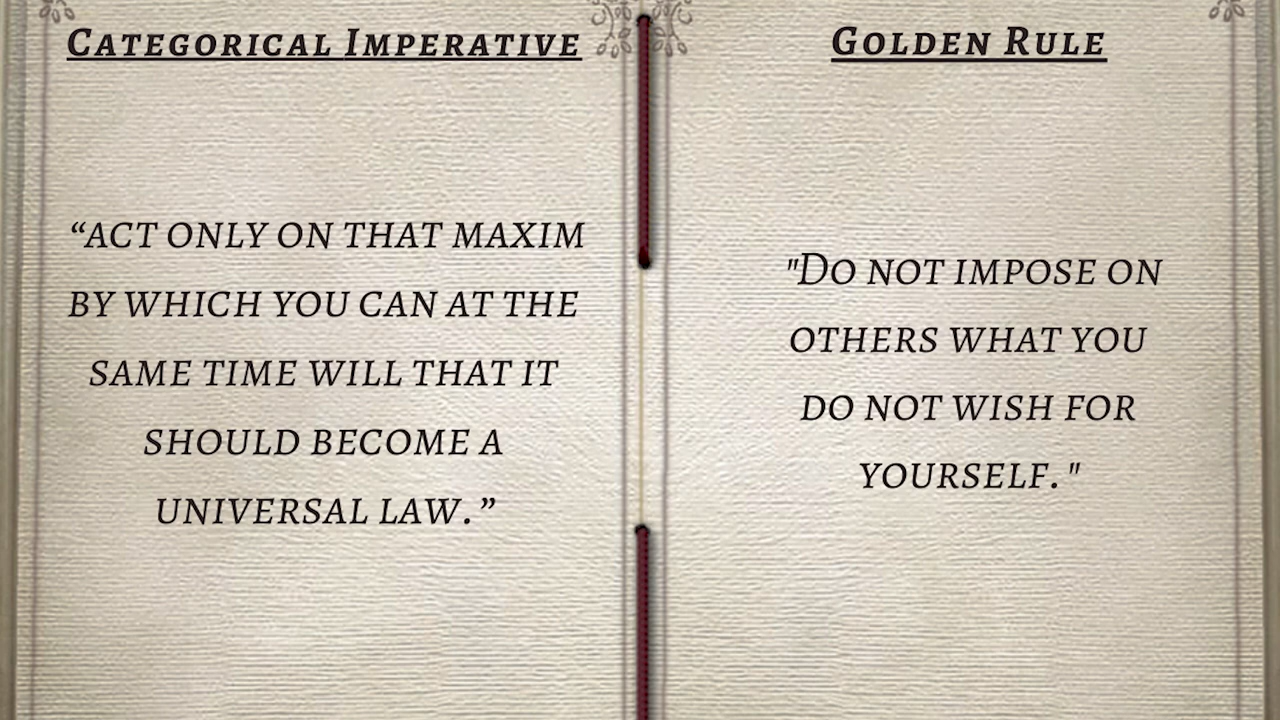 Categorical Imperative
“act only on that maxim
by which you can at the
same time will that it
should become a
universal law.”
Golden Rule
"Do not impose on
others what you
do not wish for
yourself."